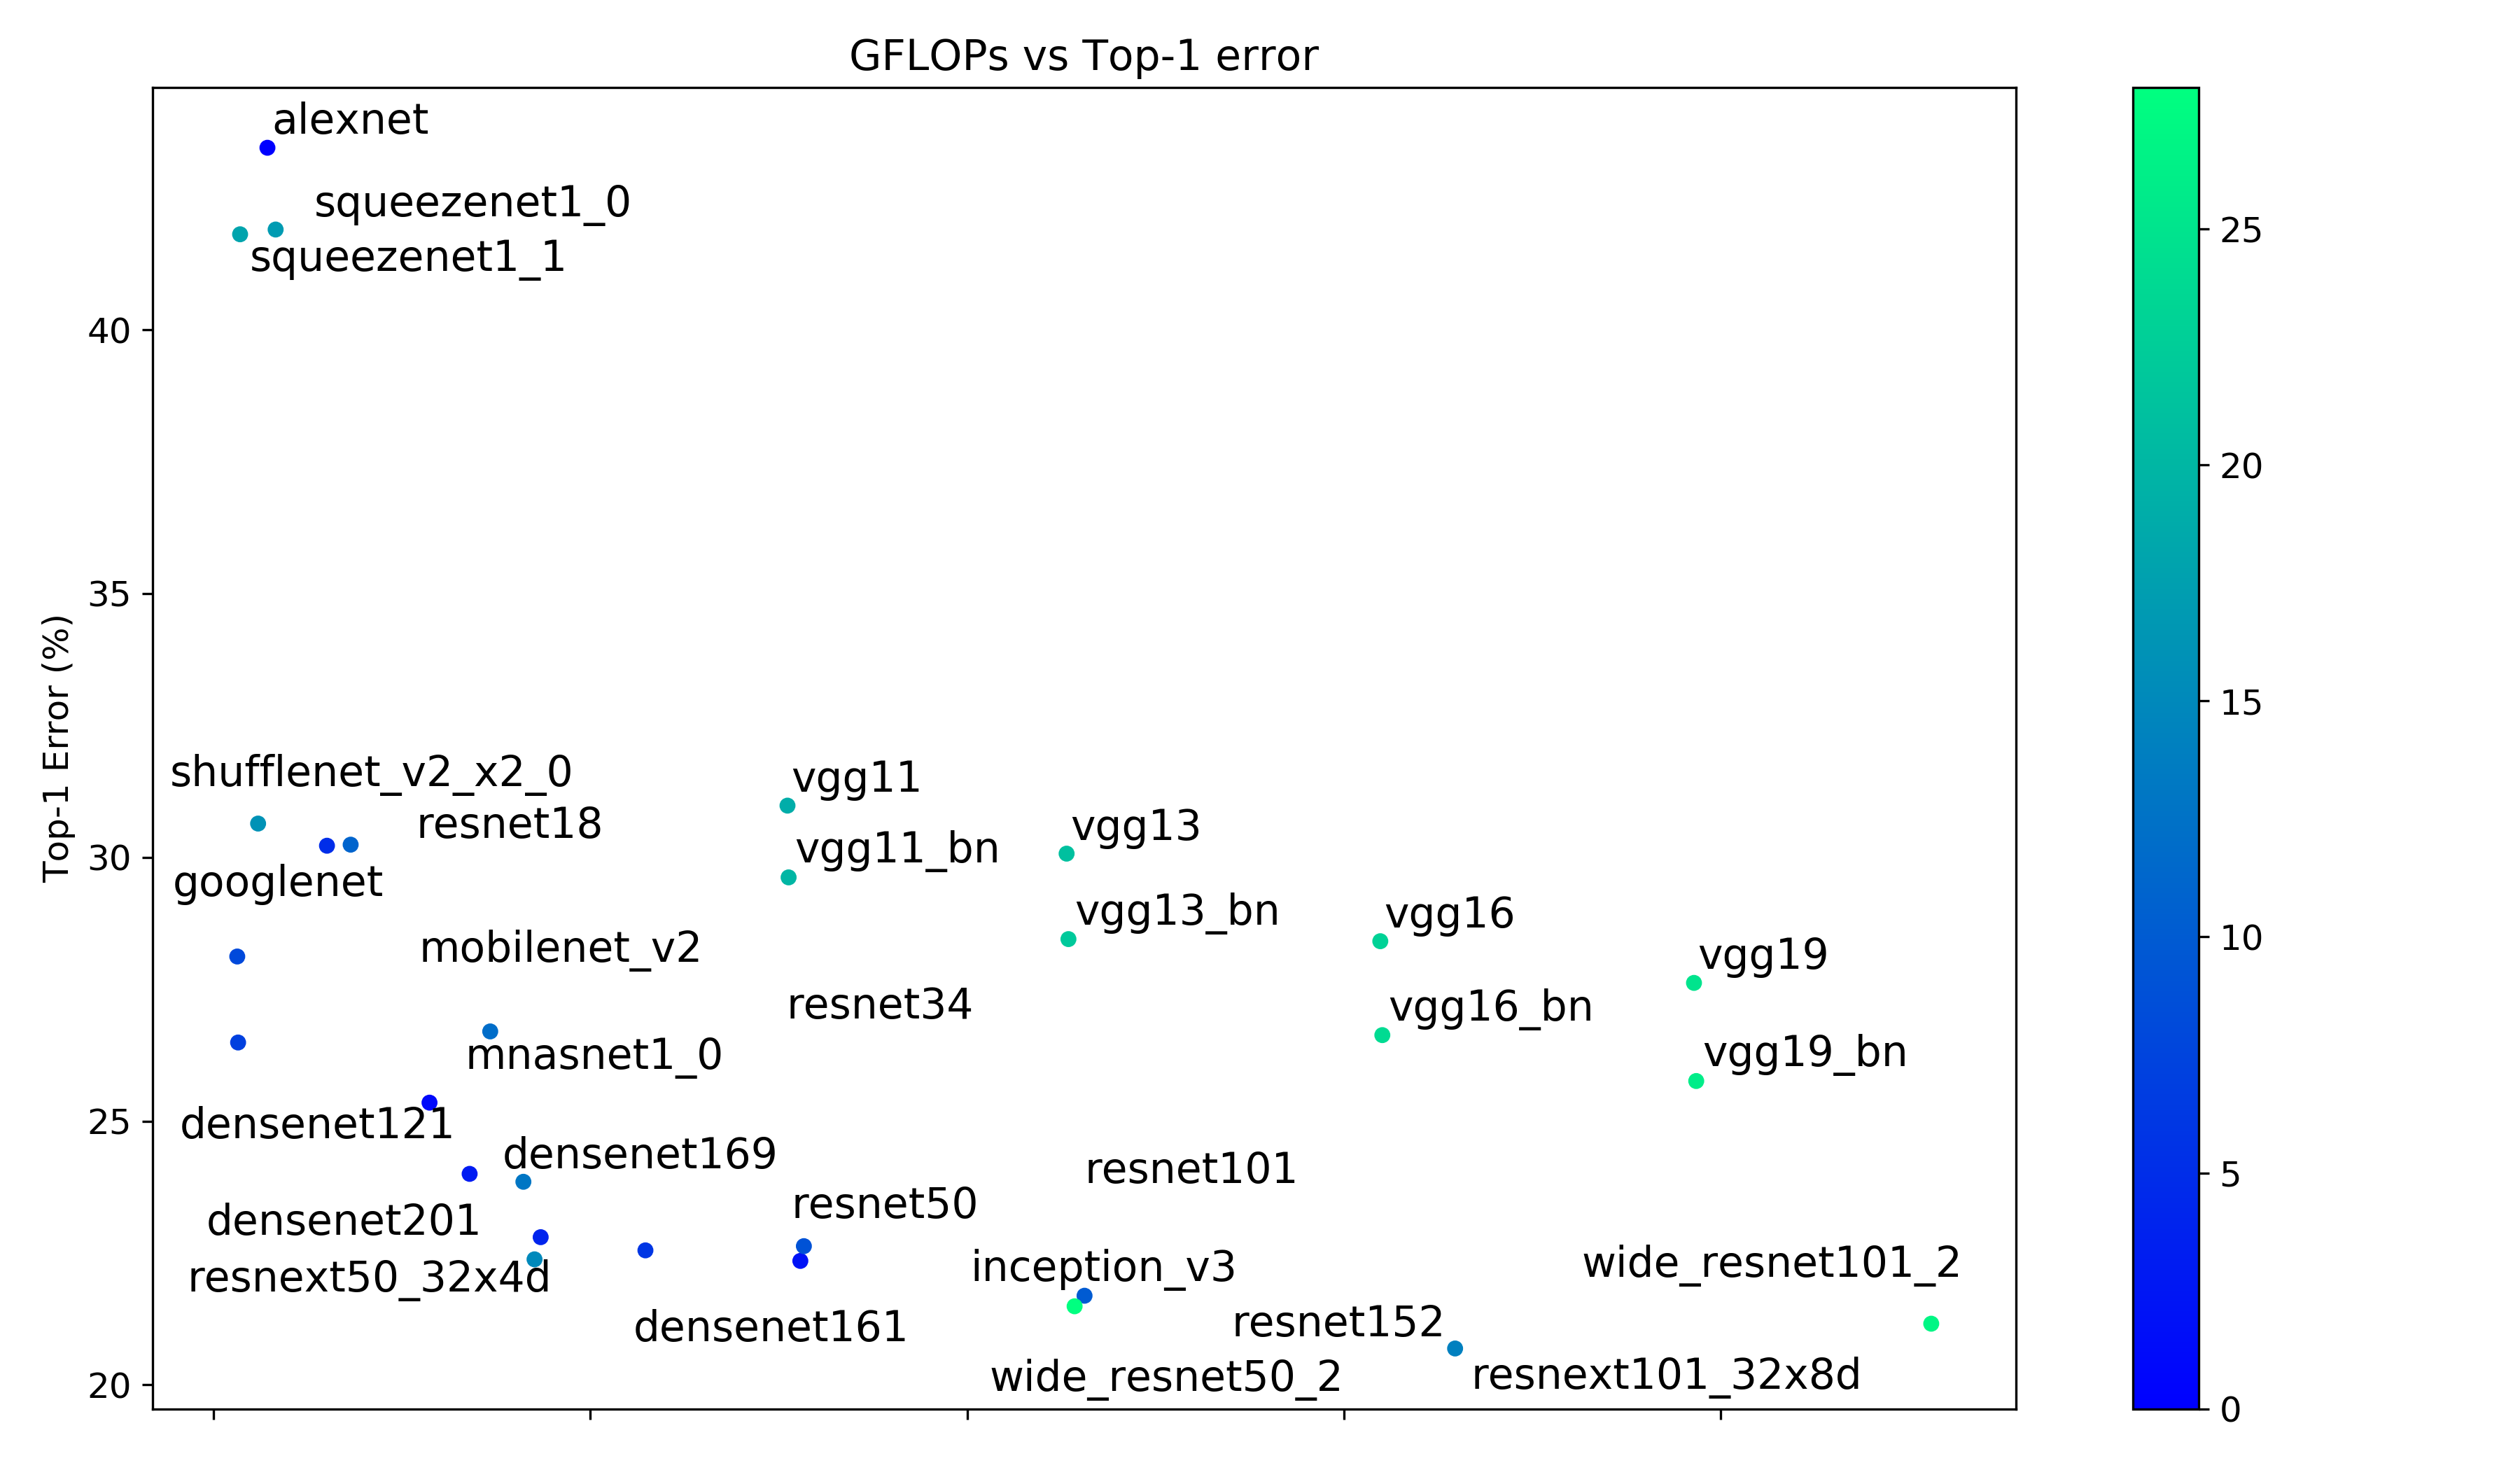 GFLOPs vs Top-1 error
alexnet
squeezenet1_0
squeezenet1_1
40
35
30
25
20
Top-1 Error (%)
shufflenet_v2_x2_0
vgg11
resnet18
vgg13
vgg11_bn
googlenet
vgg13_bn
vgg16
mobilenet_v2
vgg19
resnet34
vgg16_bn
mnasnet1_0
vgg19_bn
densenet121
densenet169
resnet101
resnet50
densenet201
wide_resnet101_2
inception_v3
resnext50_32x4d
resnet152
densenet161
resnext101_32x8d
wide_resnet50_2
25
20
15
10
5
0